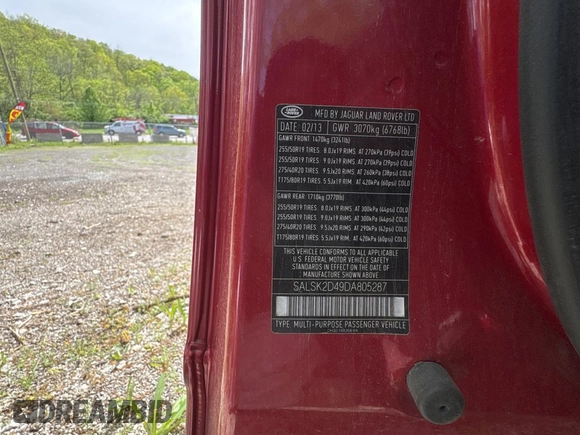 LAND ROVER
MFD BY JAGUAR LAND ROVER LTD
DATE 02/13 GWR 3070kg (6768lb)
GAWR FRONT 1470kg (3241lb)
255/50R19 TIRES 8.0Jx19 RIMS AT 270kPa (39psi) COLD
255/50R19 TIRES 9.0Jx19 RIMS AT 270kPa (39psi) COLD
275/40R20 TIRES 9.5Jx20 RIMS AT 260kPa (38psi) COLD
T175/80R19 TIRES 5.5Jx19 RIM AT 420kPa (60psi) COLD
GAWR REAR 1710kg (3770lb)
255/50R19 TIRES 8.0Jx19 RIMS AT 300kPa (44psi) COLD
255/50R19 TIRES 9.0Jx19 RIMS AT 300kPa (44psi) COLD
275/40R20 TIRES 9.5Jx20 RIMS AT 290kPa (42psi) COLD
T175/80R19 TIRES 5.5Jx19 RIM AT 420kPa (60psi) COLD
THIS VEHICLE CONFORMS TO ALL APPLICABLE
U.S FEDERAL MOTOR VEHICLE SAFETY
STANDARDS IN EFFECT ON THE DATE OF
MANUFACTURE SHOWN ABOVE
SALSK2D49DA805287
TYPE: MULTI-PURPOSE PASSENGER VEHICLE
DREAMBID